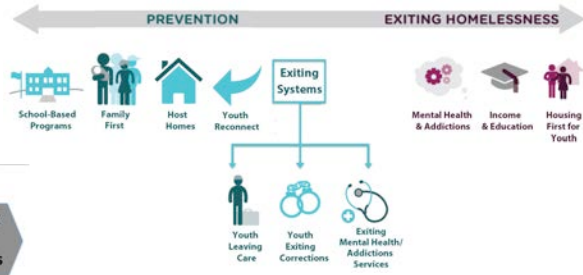 PREVENTION
EXITING HOMELESSNESS
Exiting
Systems
School-Based
Programs
Family
First
Host
Homes
Youth
Reconnect
Mental Health
& Addictions
Income
& Education
Housing
First for
Youth
Youth
Leaving
Care
Youth
Exiting
Corrections
Exiting
Mental Health/
Addictions
Services